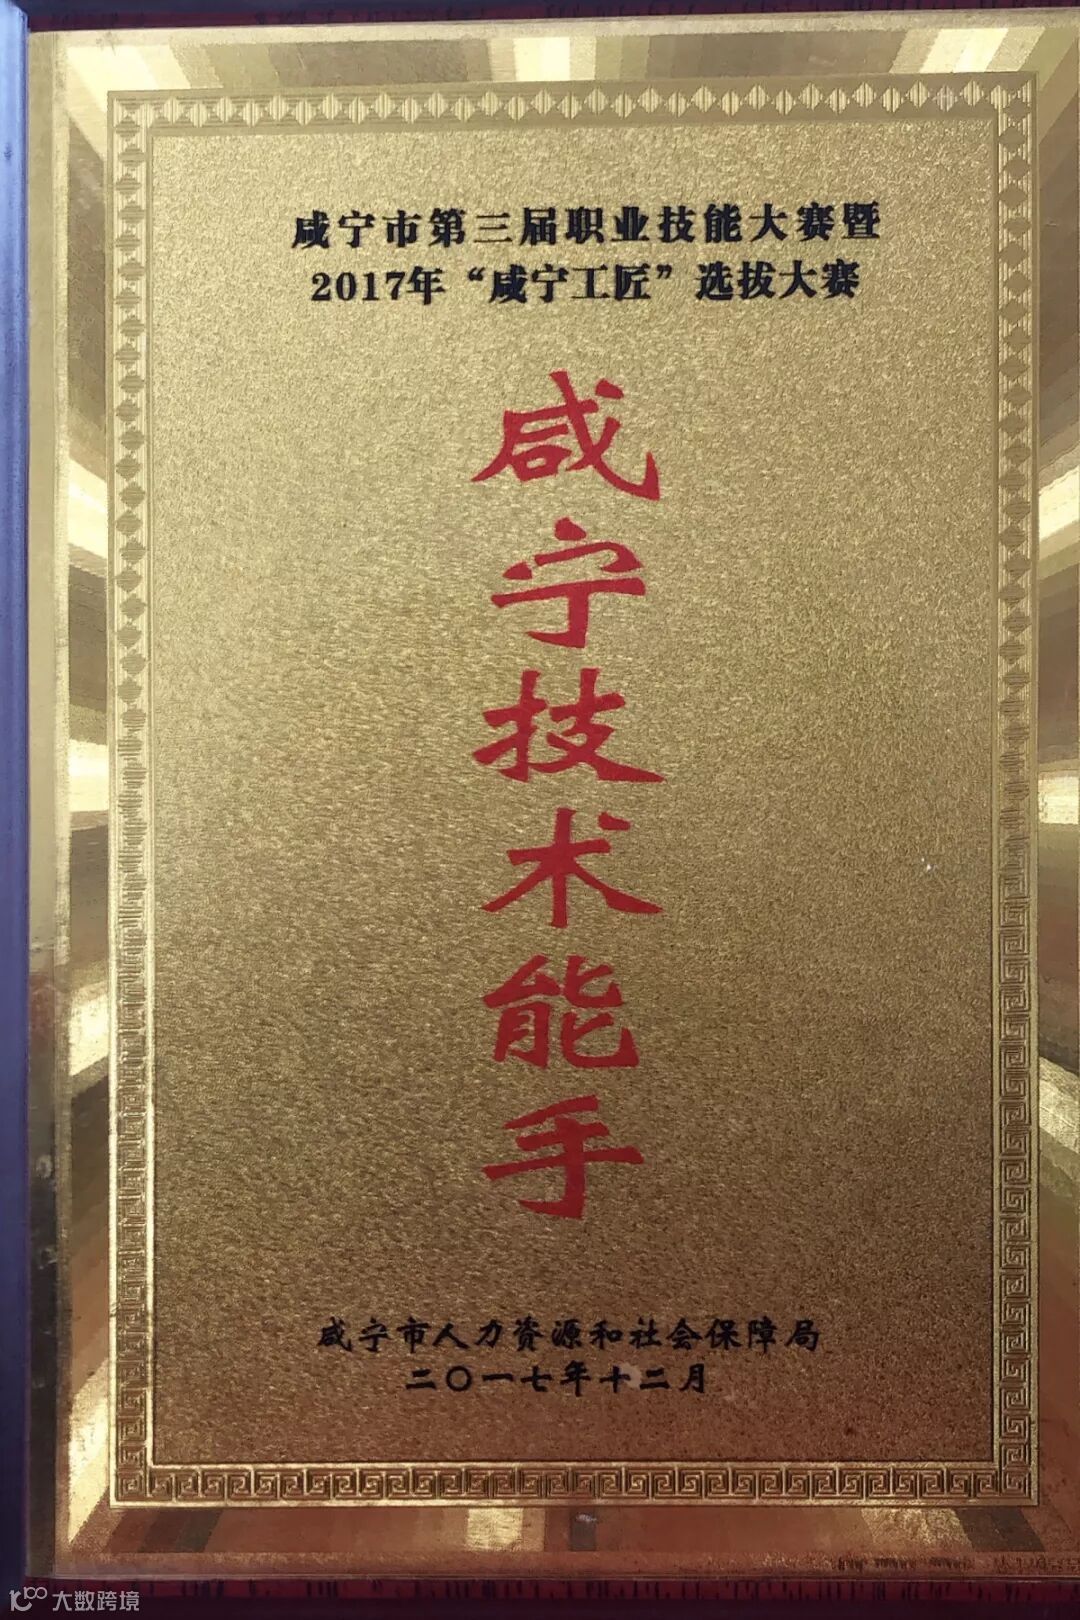 咸宁市第三届职业技能大赛暨
2017年“咸宁工匠”选拔大赛
咸宁技术能手
咸宁市人力资源和社会保障局
二〇一七年十二月
大数跨境